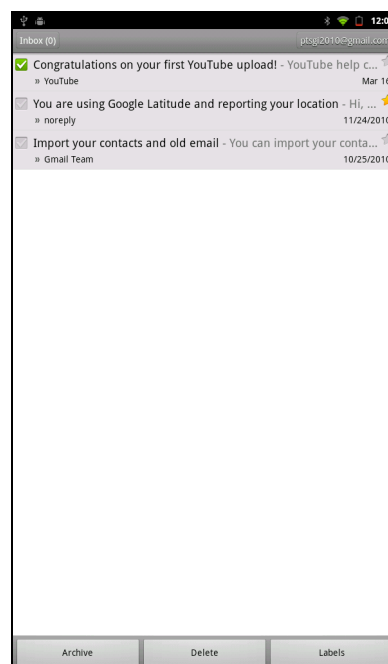 12:0
Inbox (0) ptsgi2010@gmail.com
Congratulations on your first YouTube upload! - YouTube help c...
» YouTube Mar 16
You are using Google Latitude and reporting your location - Hi, ...
» noreply 11/24/2010
Import your contacts and old email - You can import your conta...
» Gmail Team 10/25/2010
Archive Delete Labels